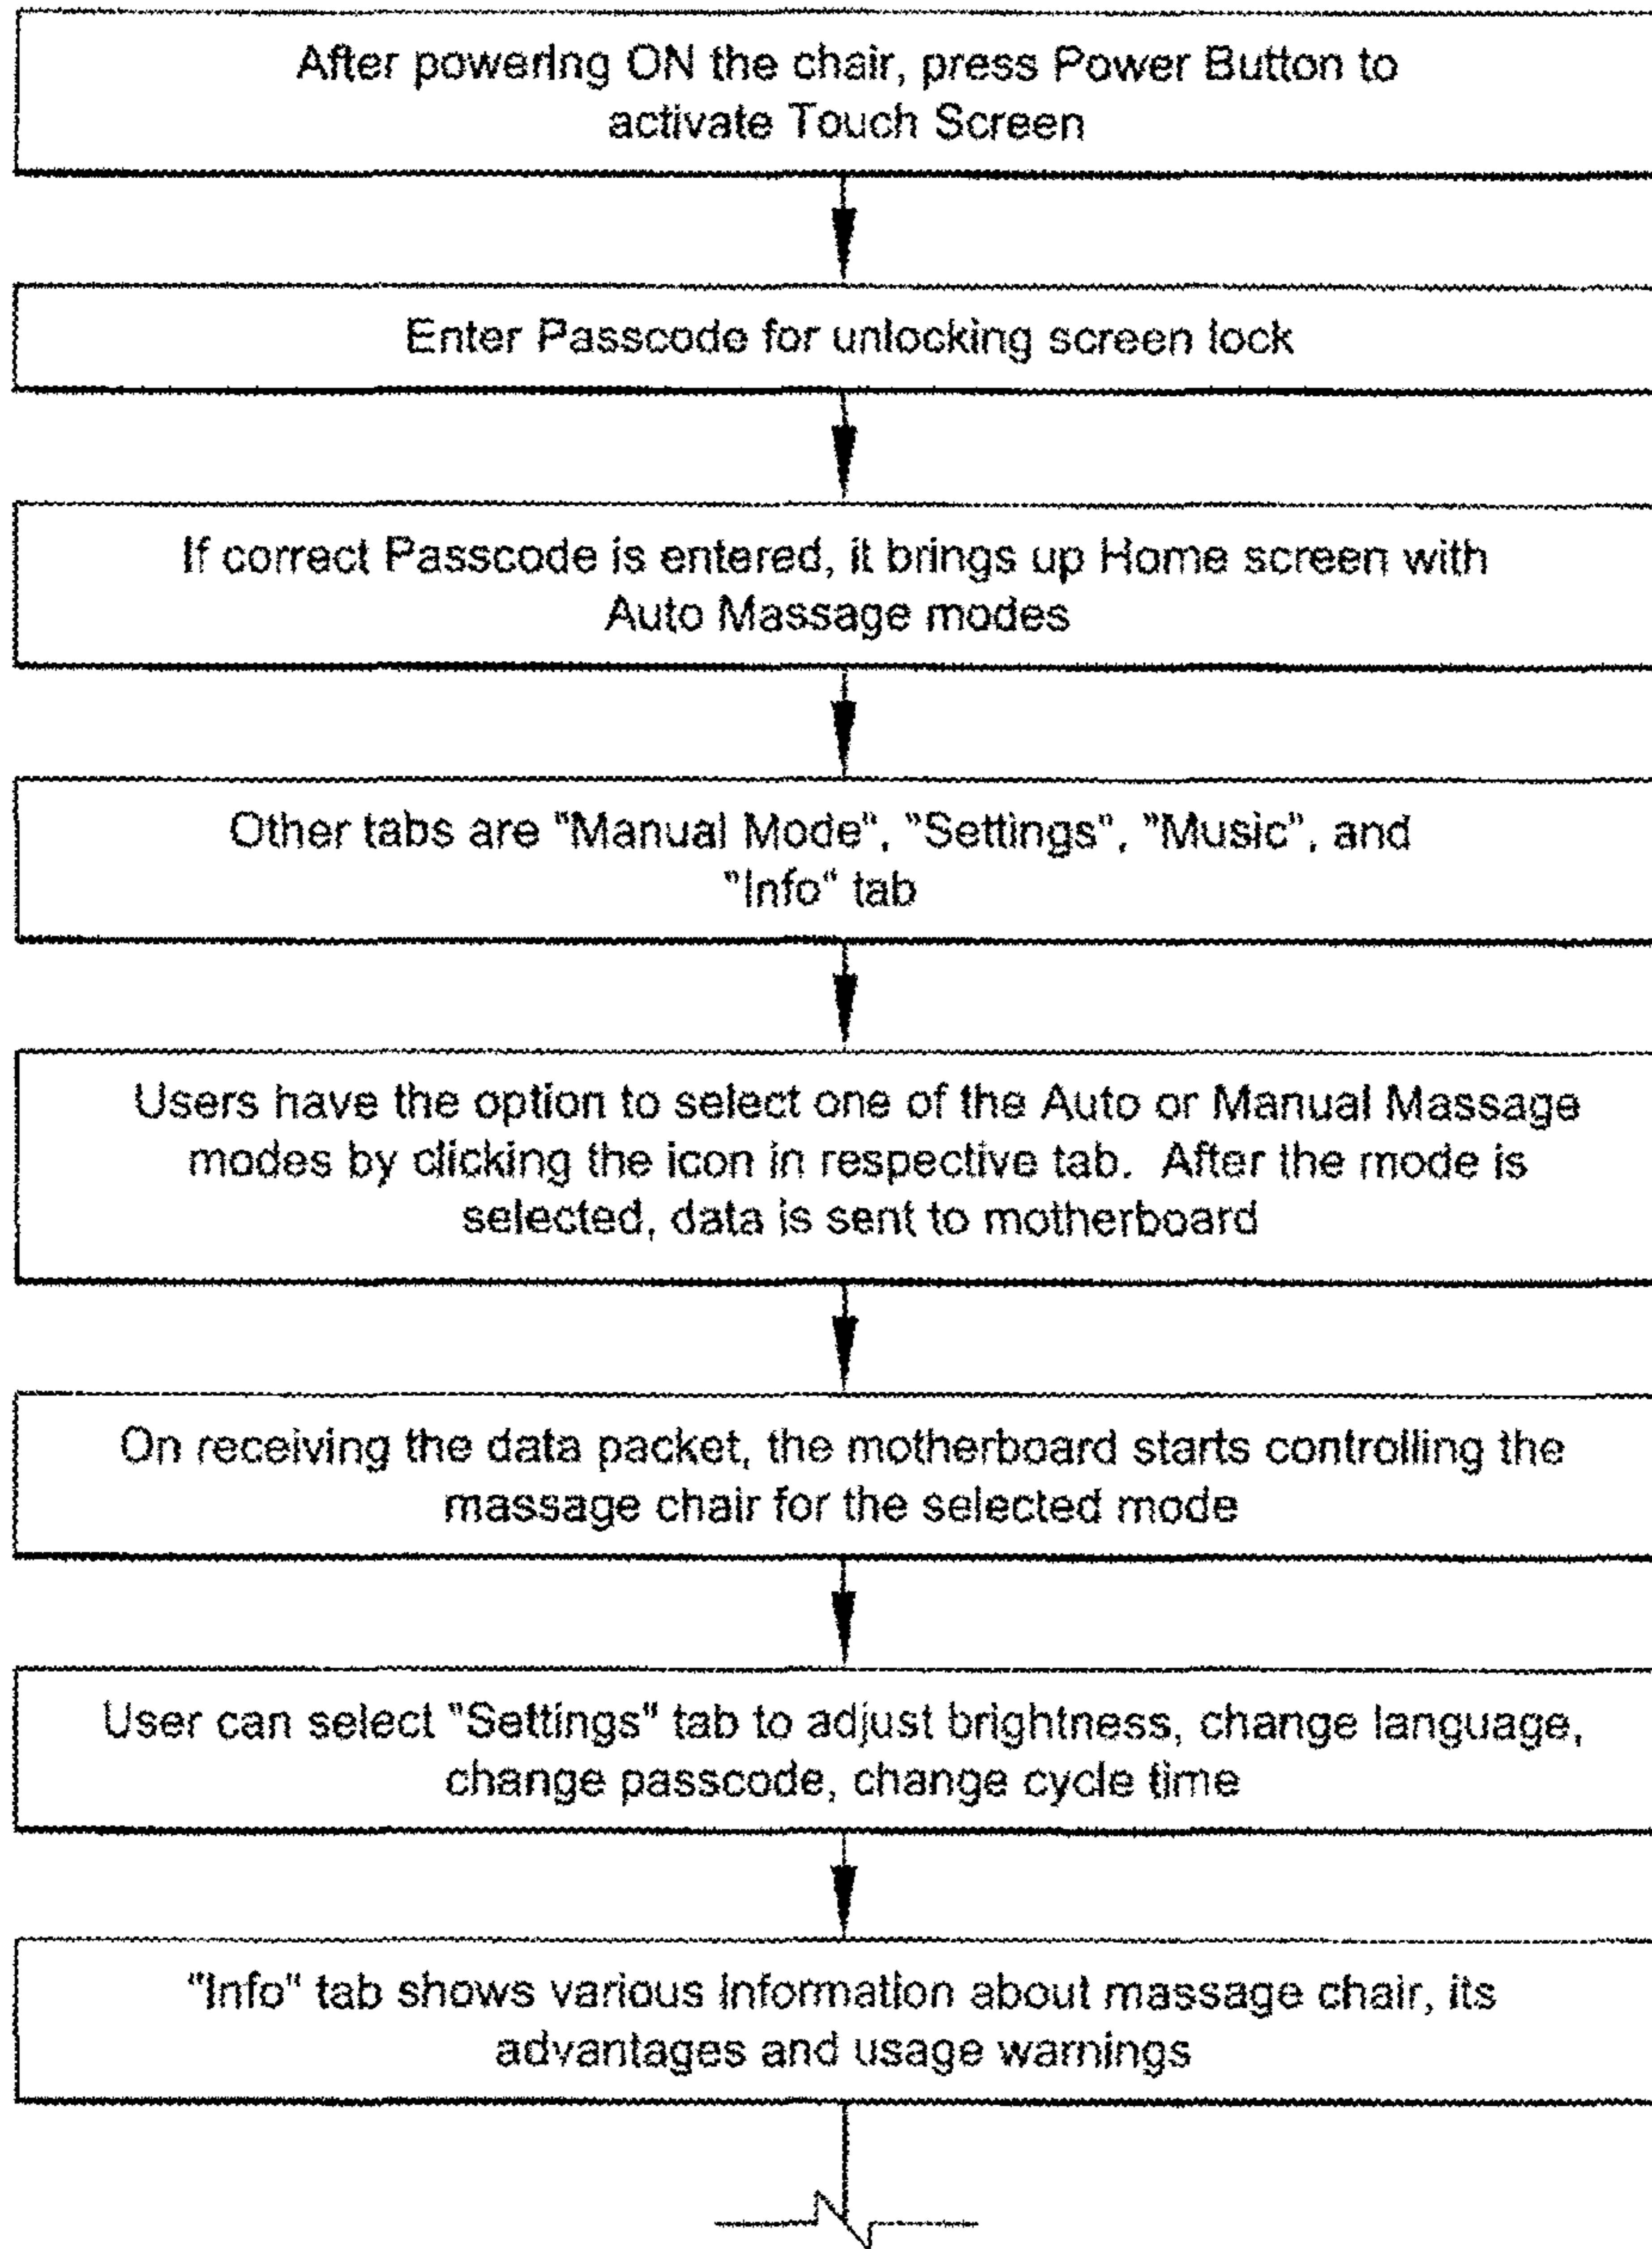 After powering ON the chair, press Power Button to
activate Touch Screen
Enter Passcode for unlocking screen lock
If correct Passcode is entered, it brings up Home screen with
Auto Massage modes
Other tabs are "Manual Mode", "Settings", "Music", and
"Info" tab
Users have the option to select one of the Auto or Manual Massage
modes by clicking the icon in respective tab. After the mode is
selected, data is sent to motherboard
On receiving the data packet, the motherboard starts controlling the
massage chair for the selected mode
User can select "Settings" tab to adjust brightness, change language,
change passcode, change cycle time
"Info" tab shows various information about massage chair, its
advantages and usage warnings